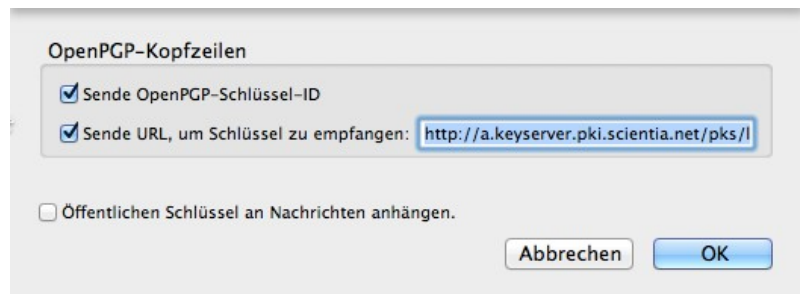 OpenPGP-Kopfzeilen
Sende OpenPGP-Schlüssel-ID
Sende URL, um Schlüssel zu empfangen: http://a.keyserver.pki.scientia.net/pks/l
Öffentlichen Schlüssel an Nachrichten anhängen.
Abbrechen OK